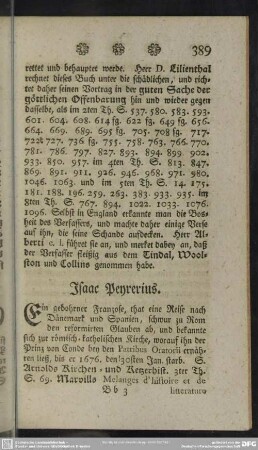 389
rettet und behauptet werde. Herr D. Lilienthal
rechnet dieses Buch unter die schädlichen, und rich-
tet daher seinen Vortrag in der guten Sache der
göttlichen Offenbarung hin und wieder gegen
dasselbe, als im 2ten Th. S. 537. 580. 583. 593.
601. 604. 608. 614 fg. 622 fg. 649 fg. 656.
664. 669. 689. 695 fg. 705. 708 fg. 717.
722. 727. 736 fg. 755. 758. 763. 766. 770.
781. 786. 797. 827. 893. 894. 899. 902.
933. 850. 957. im 4ten Th. S. 813. 847.
869. 891. 911. 926. 946. 968. 971. 980.
1046. 1063. und im 5ten Th. S. 14. 175.
181. 188. 196. 259. 263. 383. 933. 935. im
8ten Th. S. 767. 894. 1022. 1033. 1076.
1096. Selbst in England erkannte man die Bos-
heit des Verfassers, und machte daher einige Verse
auf ihn, die seine Schande aufdecken. Herr Al-
berti c. l. führet sie an, und merket dabey an, daß
der Verfasser fleißig aus dem Tindal, Wool-
ston und Collins genommen habe.
Isaac Peyrerius.
Ein gebohrner Franzose, that eine Reise nach
Dänemark und Spanien, schwur zu Rom
den reformirten Glauben ab, und bekannte
sich zur römisch-katholischen Kirche, worauf ihn der
Prinz von Conde bey den Patribus Oratorii ernäh-
ren ließ, bis er 1676. den 30sten Jan. starb. S.
Arnolds Kirchen- und Ketzerhist. 3ter Th.
S. 69. Marvills Melanges d'histoire et de
B b 3
litterature